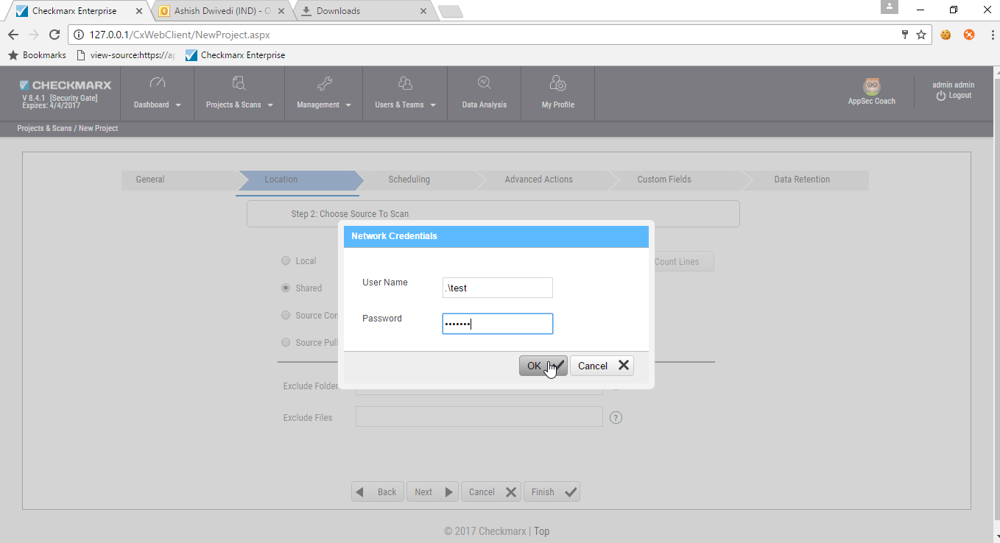 Checkmarx Enterprise
Ashish Dwivedi (IND) - O
Downloads
127.0.0.1/CxWebClient/NewProject.aspx
Bookmarks
view-source:https://ap
Checkmarx Enterprise
CHECKMARX
V 8.4.1 [Security Gate]
Expires: 4/4/2017
Dashboard
Projects & Scans
Management
Users & Teams
Data Analysis
My Profile
AppSec Coach
admin admin
Logout
Projects & Scans / New Project
General
Location
Scheduling
Advanced Actions
Custom Fields
Data Retention
Step 2: Choose Source To Scan
Network Credentials
Local
Count Lines
User Name
.\test
Shared
Source Con
Password
•••••••
Source Pull
OK
Cancel
Exclude Folder
Exclude Files
?
Back
Next
Cancel
Finish
© 2017 Checkmarx | Top